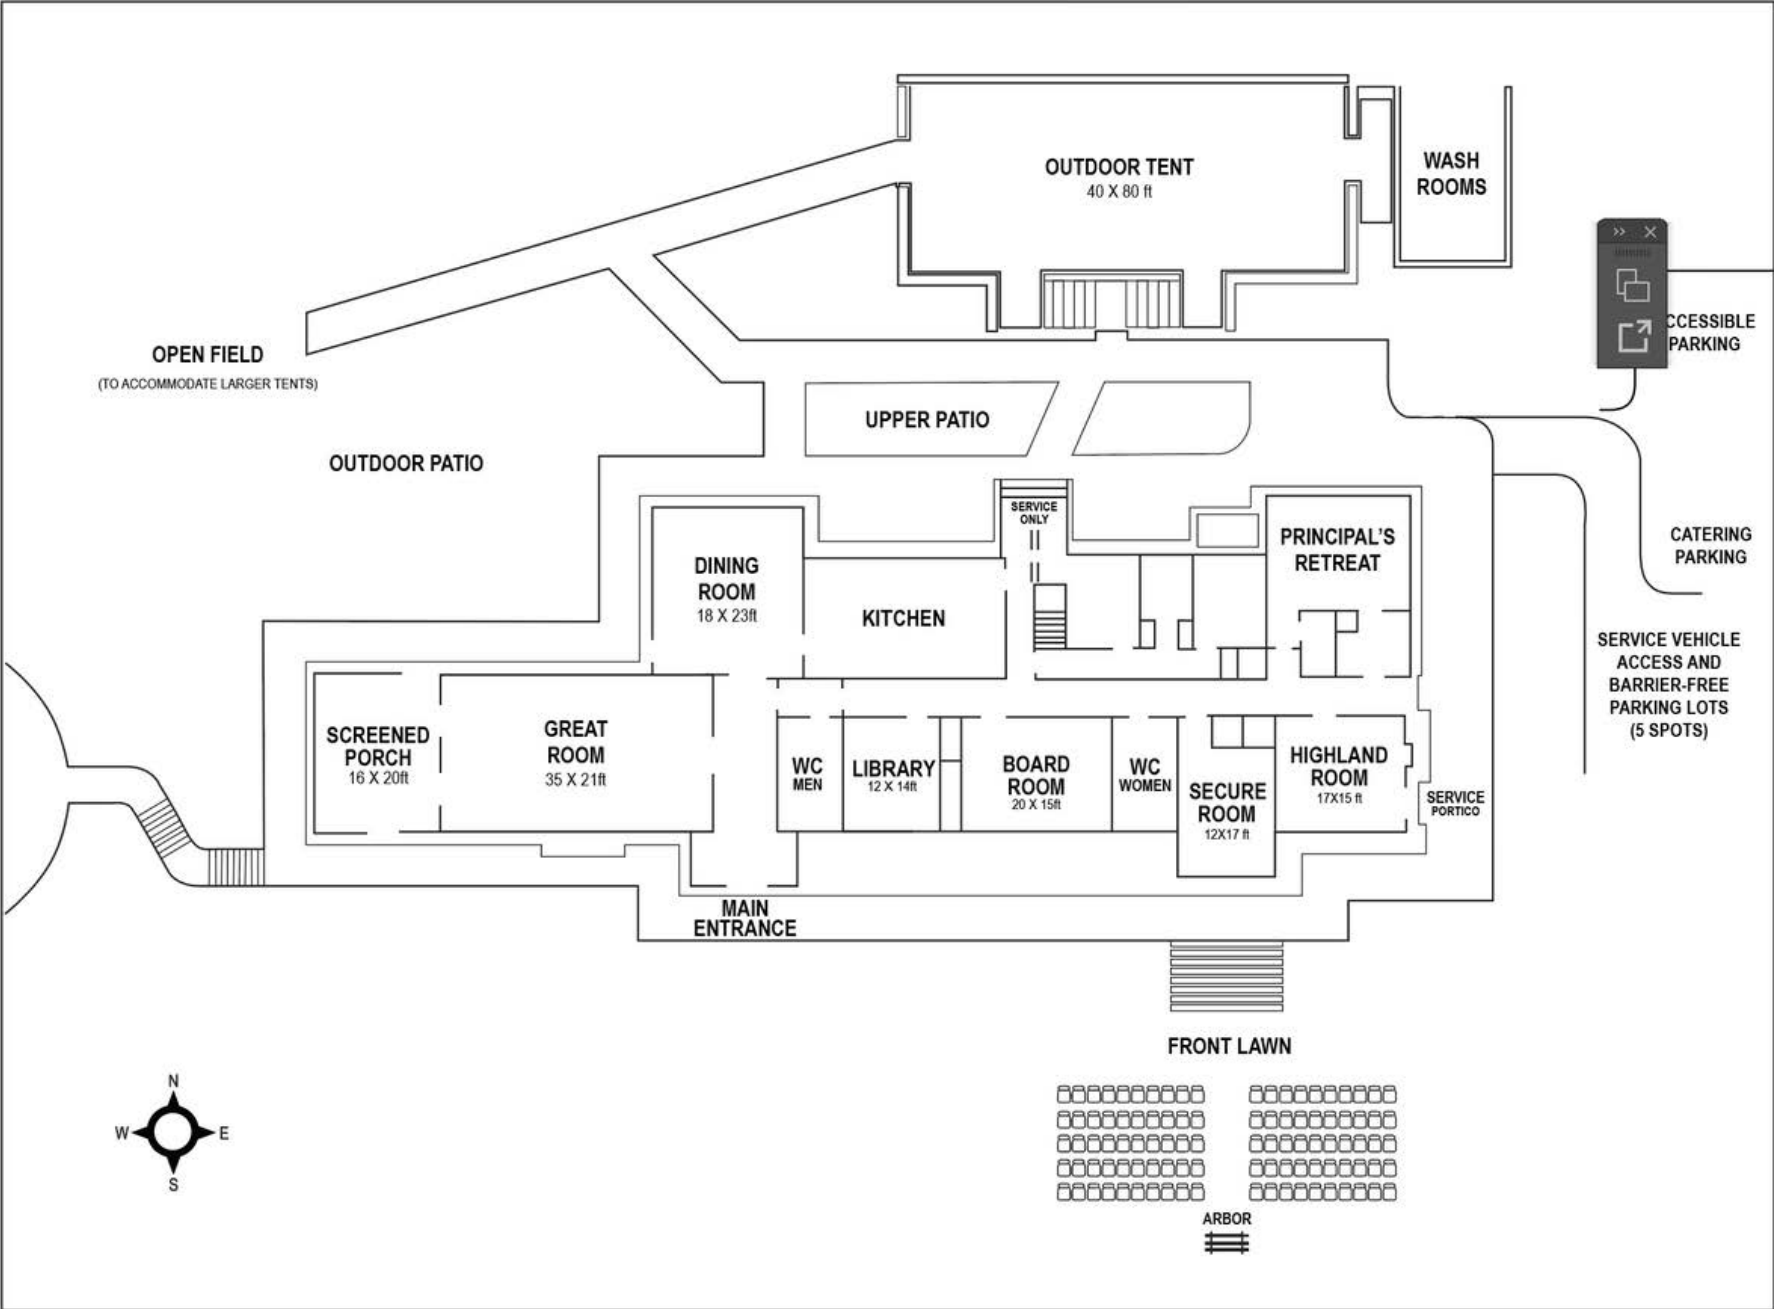 OUTDOOR TENT
40 X 80 ft
WASH
ROOMS
CCESSIBLE
PARKING
OPEN FIELD
(TO ACCOMMODATE LARGER TENTS)
UPPER PATIO
OUTDOOR PATIO
SERVICE
ONLY
PRINCIPAL'S
RETREAT
CATERING
PARKING
DINING
ROOM
18 X 23ft
KITCHEN
SERVICE VEHICLE
ACCESS AND
BARRIER-FREE
PARKING LOTS
(5 SPOTS)
SCREENED
PORCH
16 X 20ft
GREAT
ROOM
35 X 21ft
WC
MEN
LIBRARY
12 X 14ft
BOARD
ROOM
20 X 15ft
WC
WOMEN
SECURE
ROOM
12X17 ft
HIGHLAND
ROOM
17X15 ft
SERVICE
PORTICO
MAIN
ENTRANCE
FRONT LAWN
N
W
E
S
ARBOR